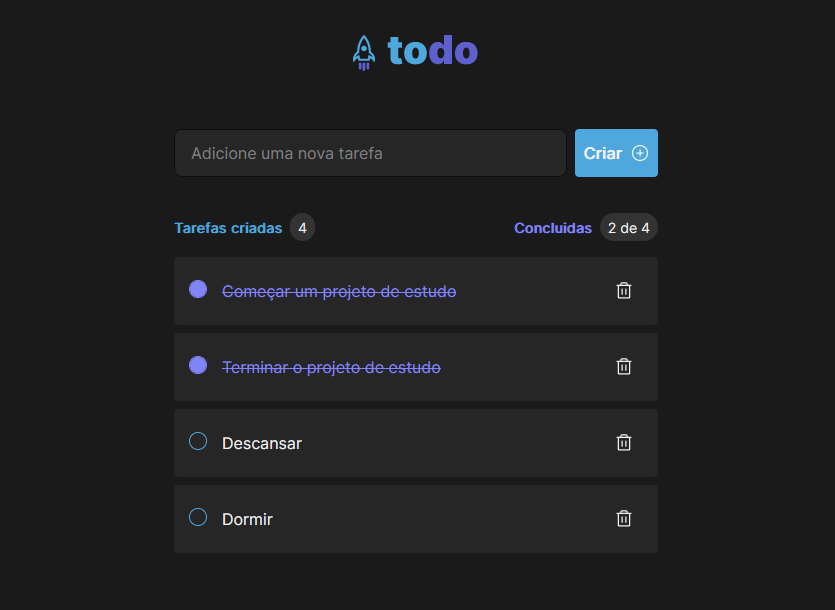 todo
Adicione uma nova tarefa
Criar
Tarefas criadas 4
Concluidas 2 de 4
Começar um projeto de estudo
Terminar o projeto de estudo
Descansar
Dormir